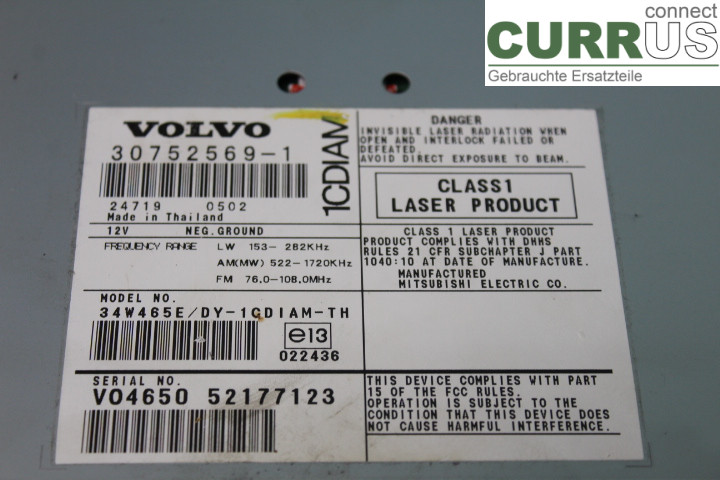 connect
CURRUS
Gebrauchte Ersatzteile
VOLVO
30752569-1
24719 0502
Made in Thailand
1CDIAM
12V NEG.GROUND
FREQUENCY RANGE LW 153- 282KHz
AM(MW) 522-1720KHz
FM 76.0-108.0MHz
MODEL NO.
34W465E/DY-1CDIAM-TH
e13
022436
SERIAL NO.
VO4650 52177123
DANGER
INVISIBLE LASER RADIATION WHEN
OPEN AND INTERLOCK FAILED OR
DEFEATED.
AVOID DIRECT EXPOSURE TO BEAM.
CLASS1
LASER PRODUCT
CLASS 1 LASER PRODUCT
PRODUCT COMPLIES WITH DHHS
RULES 21 CFR SUBCHAPTER J PART
1040:10 AT DATE OF MANUFACTURE.
MANUFACTURED
MITSUBISHI ELECTRIC CO.
THIS DEVICE COMPLIES WITH PART
15 OF THE FCC RULES.
OPERATION IS SUBJECT TO THE
CONDITION THAT THIS DEVICE DOES
NOT CAUSE HARMFUL INTERFERENCE.